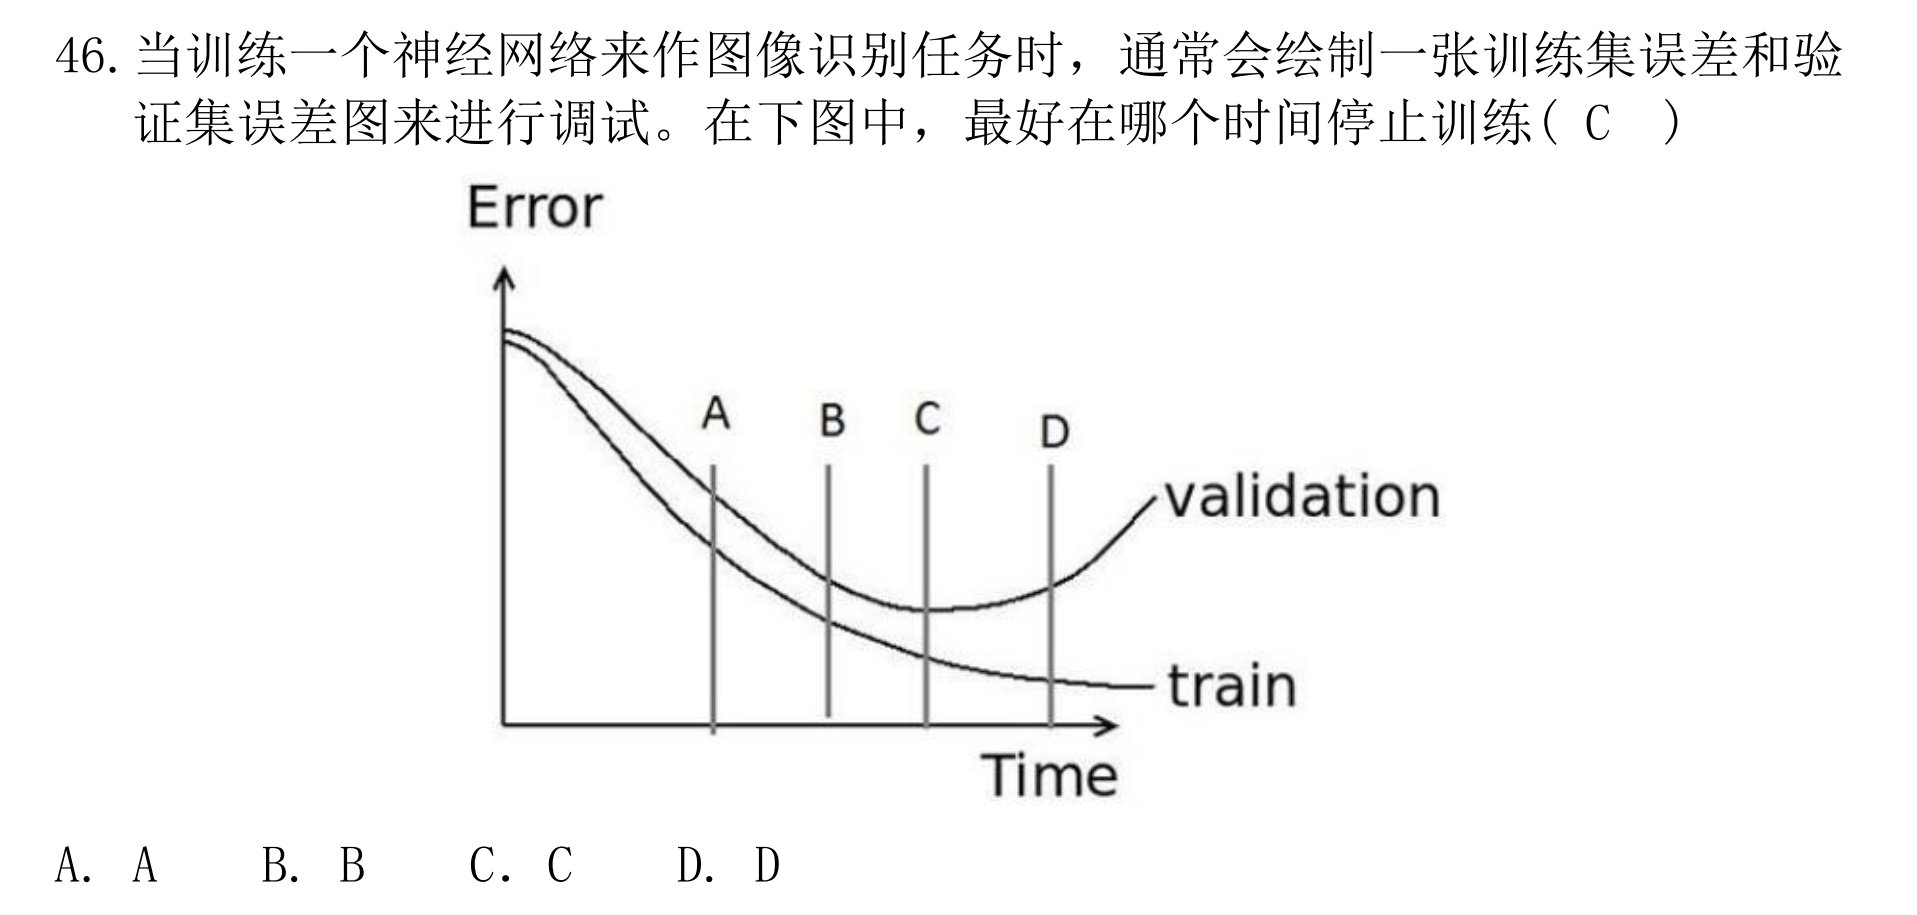 46. 当训练一个神经网络来作图像识别任务时，通常会绘制一张训练集误差和验
证集误差图来进行调试。在下图中，最好在哪个时间停止训练( C )
Error
A B C D
validation
train
Time
A. A B. B C. C D. D